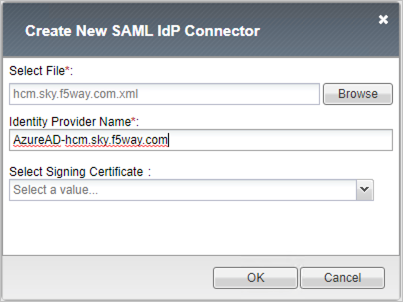 Create New SAML IdP Connector
Select File*:
hcm.sky.f5way.com.xml Browse
Identity Provider Name*:
AzureAD-hcm.sky.f5way.com
Select Signing Certificate :
Select a value...
OK Cancel